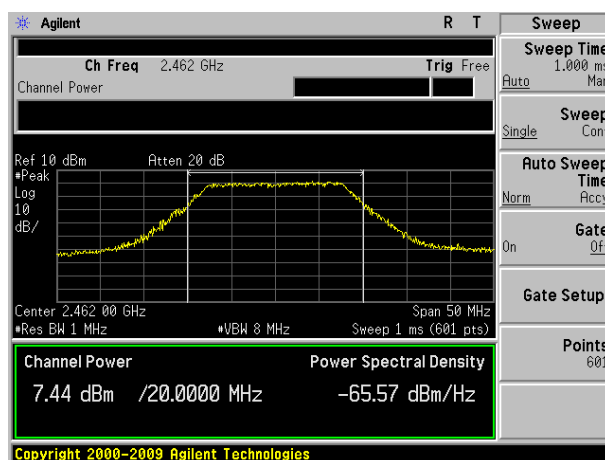 Agilent R T
Ch Freq 2.462 GHz Trig Free
Channel Power
Ref 10 dBm Atten 20 dB
#Peak
Log
10
dB/
Center 2.462 00 GHz Span 50 MHz
#Res BW 1 MHz #VBW 8 MHz Sweep 1 ms (601 pts)
Channel Power Power Spectral Density
7.44 dBm /20.0000 MHz -65.57 dBm/Hz
Copyright 2000-2009 Agilent Technologies
Sweep
Sweep Time
1.000 ms
Auto Man
Sweep
Single Cont
Auto Sweep
Time
Norm Accy
Gate
On Off
Gate Setup
Points
601